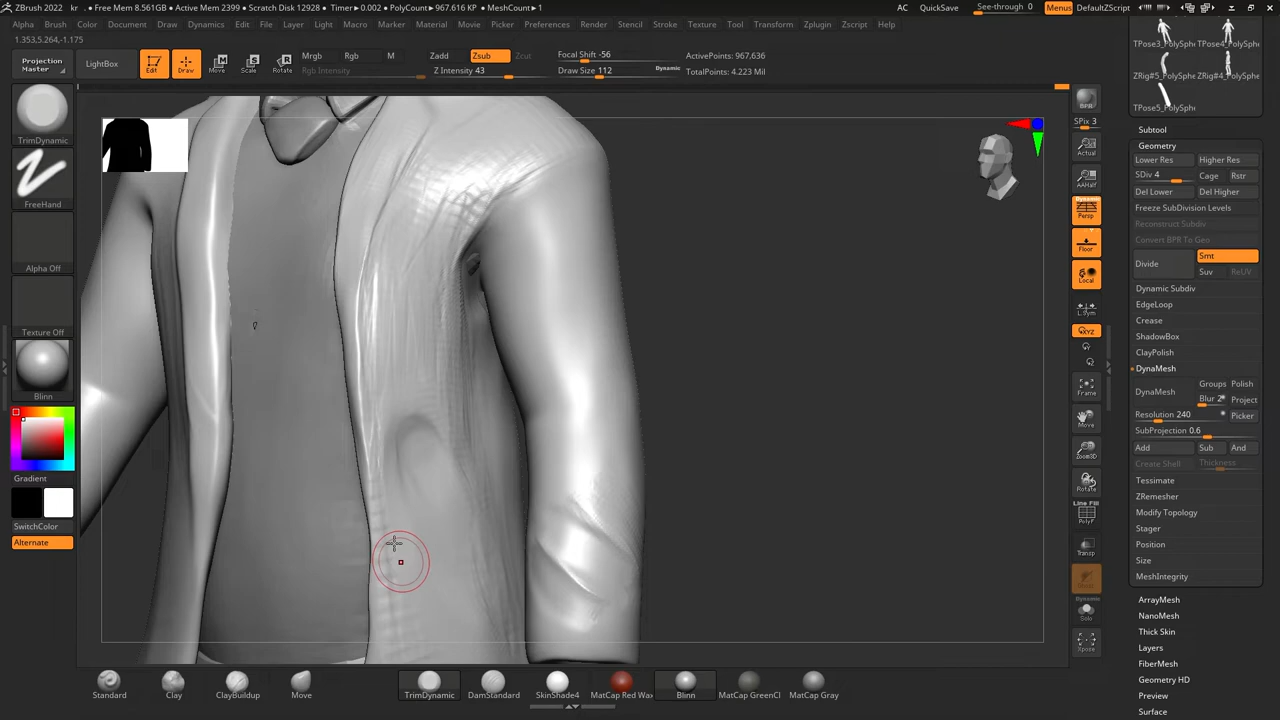 ZBrush 2022 kr . • Free Mem 8.561GB • Active Mem 2399 • Scratch Disk 12928 • Timer▸0.002 • PolyCount▸967.616 KP • MeshCount▸1
AC QuickSave See-through 0 Menus DefaultZScript
Alpha Brush Color Document Draw Dynamics Edit File Layer Light Macro Marker Material Movie Picker Preferences Render Stencil Stroke Texture Tool Transform Zplugin Zscript Help
1.353,5.264,-1.175
Projection Master
LightBox
Edit Draw Move Scale Rotate
Mrgb Rgb M
Rgb Intensity
Zadd Zsub Zcut
Z Intensity 43
Focal Shift -56
Draw Size 112 Dynamic
ActivePoints: 967,636
TotalPoints: 4.223 Mil
TrimDynamic
FreeHand
Alpha Off
Texture Off
Blinn
Gradient
SwitchColor
Alternate
BPR
SPix 3
Actual
AAHalf
Dynamic
Persp
Floor
Local
L.Sym
XYZ
Frame
Move
Zoom3D
Rotate
Line Fill
PolyF
Transp
Dynamic
Solo
Xpose
TPose3_PolySphe TPose4_PolySphe
ZRig#5_PolySphe ZRig#4_PolySphe
TPose5_PolySphe
Subtool
Geometry
Lower Res Higher Res
SDiv 4 Cage Rstr
Del Lower Del Higher
Freeze SubDivision Levels
Reconstruct Subdiv
Convert BPR To Geo
Divide Smt
Suv ReUV
Dynamic Subdiv
EdgeLoop
Crease
ShadowBox
ClayPolish
DynaMesh
DynaMesh Groups Polish
Blur 2 Project
Resolution 240 Picker
SubProjection 0.6
Add Sub And
Create Shell Thickness
Tessimate
ZRemesher
Modify Topology
Stager
Position
Size
MeshIntegrity
ArrayMesh
NanoMesh
Thick Skin
Layers
FiberMesh
Geometry HD
Preview
Surface
Standard Clay ClayBuildup Move TrimDynamic DamStandard SkinShade4 MatCap Red Wax Blinn MatCap GreenCl MatCap Gray